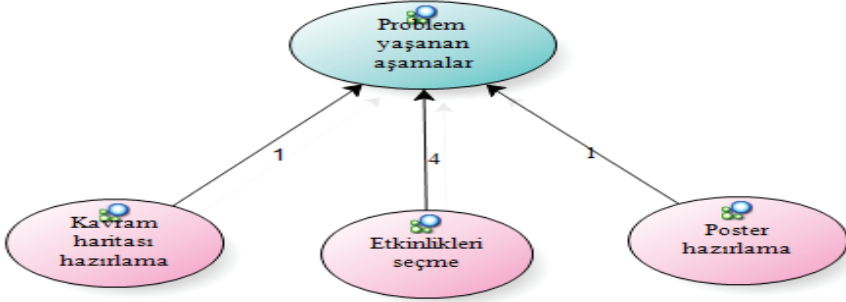 Problem
yaşanan
aşamalar
1
4
1
Kavram
haritası
hazırlama
Etkinlikleri
seçme
Poster
hazırlama